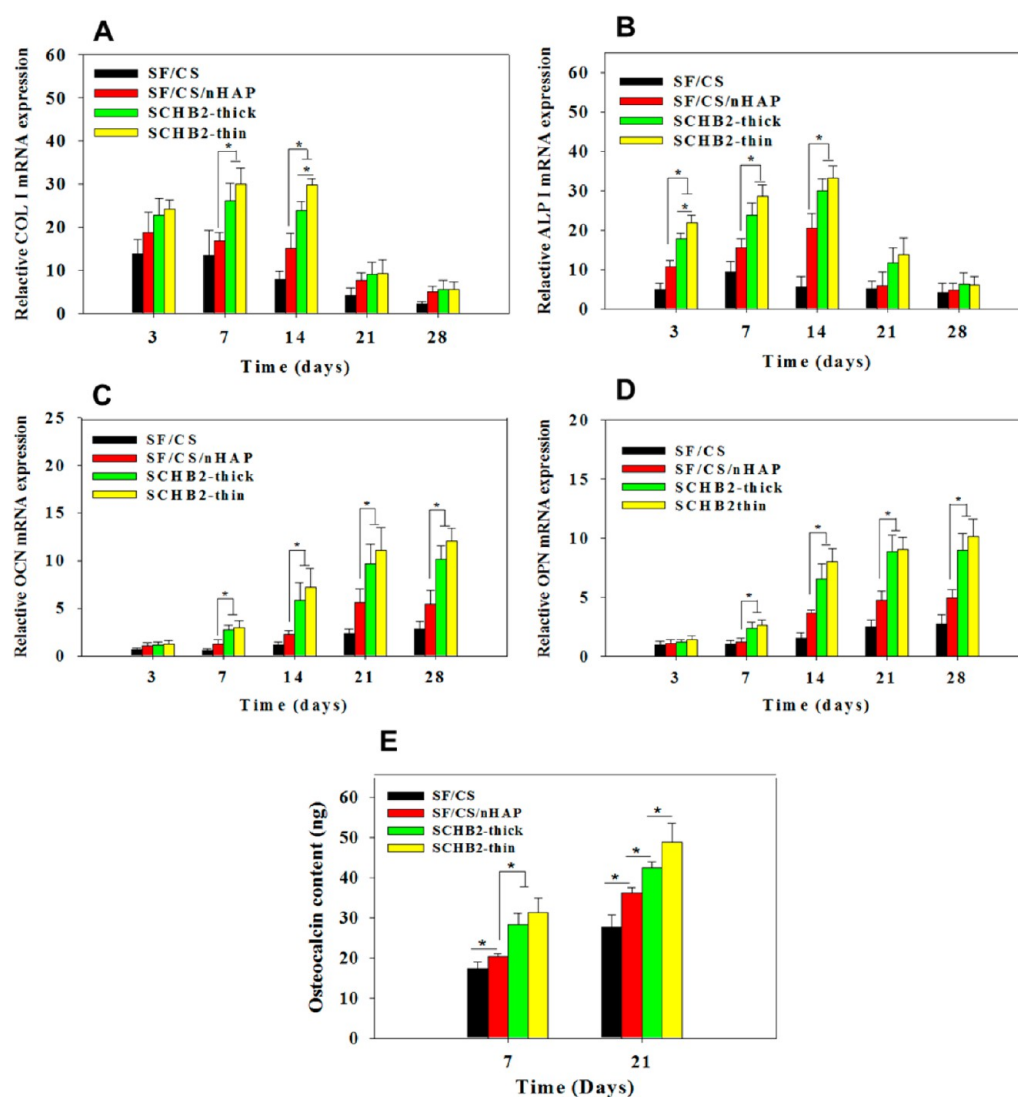 A
Relactive COL I mRNA expression
60
50
40
30
20
10
0
SF/CS
SF/CS/nHAP
SCHB2-thick
SCHB2-thin
*
*
*
3 7 14 21 28
Time (days)
B
Relactive ALP I mRNA expression
60
50
40
30
20
10
0
SF/CS
SF/CS/nHAP
SCHB2-thick
SCHB2-thin
*
*
*
*
3 7 14 21 28
Time (days)
C
Relactive OCN mRNA expression
25
20
15
10
5
0
SF/CS
SF/CS/nHAP
SCHB2-thick
SCHB2-thin
*
*
*
*
3 7 14 21 28
Time (days)
D
Relactive OPN mRNA expression
20
15
10
5
0
SF/CS
SF/CS/nHAP
SCHB2-thick
SCHB2thin
*
*
*
*
3 7 14 21 28
Time (days)
E
Osteocalcin content (ng)
60
50
40
30
20
10
0
SF/CS
SF/CS/nHAP
SCHB2-thick
SCHB2-thin
*
*
*
*
*
7 21
Time (Days)